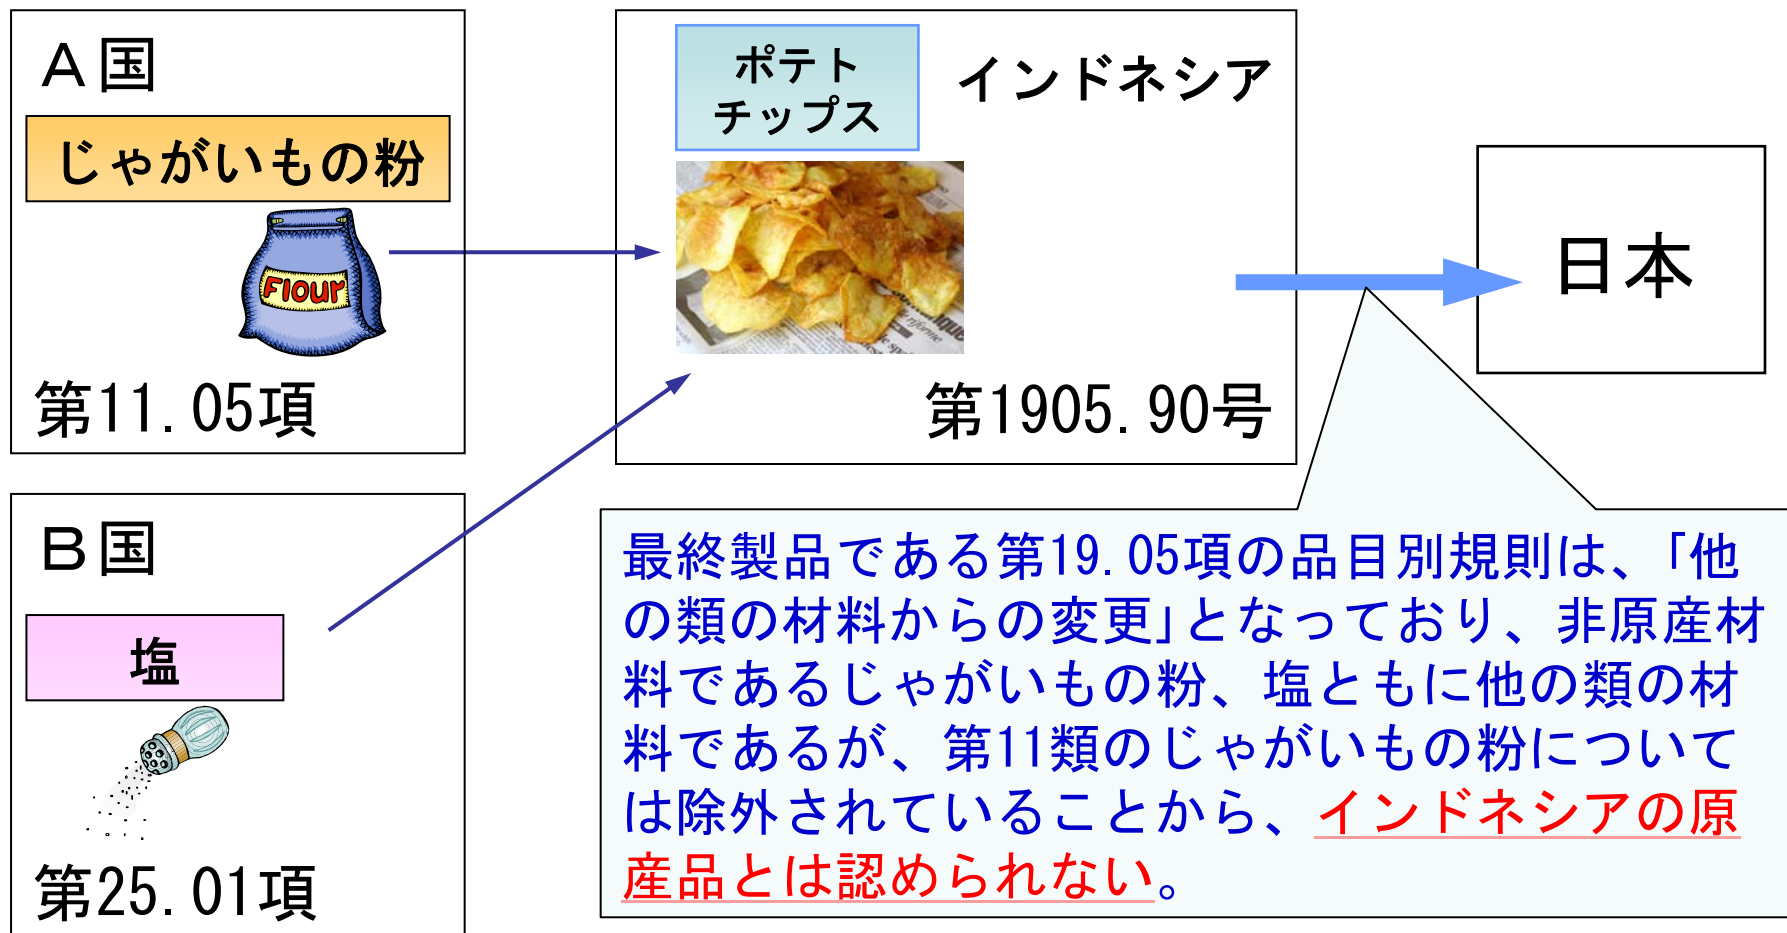 Ａ国
じゃがいもの粉
Flour
第11.05項
Ｂ国
塩
第25.01項
ポテト
チップス
インドネシア
第1905.90号
日本
最終製品である第19.05項の品目別規則は、｢他
の類の材料からの変更｣となっており、非原産材
料であるじゃがいもの粉、塩ともに他の類の材
料であるが、第11類のじゃがいもの粉について
は除外されていることから、インドネシアの原
産品とは認められない。